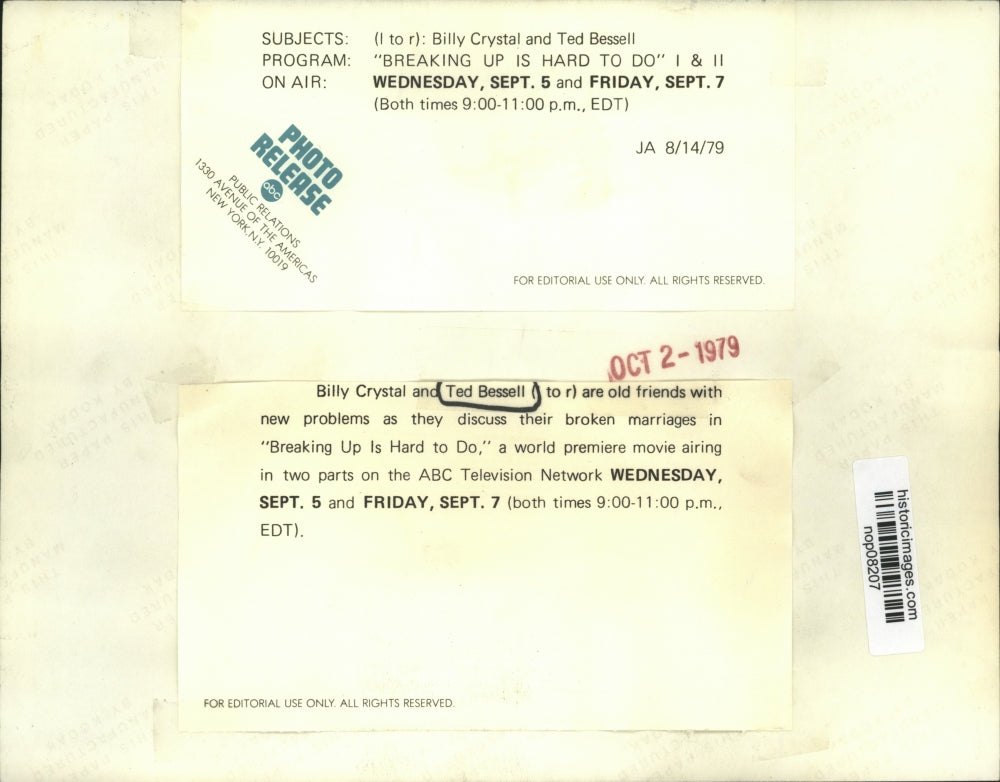 SUBJECTS: (l to r): Billy Crystal and Ted Bessell
PROGRAM: "BREAKING UP IS HARD TO DO" I & II
ON AIR: WEDNESDAY, SEPT. 5 and FRIDAY, SEPT. 7
(Both times 9:00-11:00 p.m., EDT)
JA 8/14/79
PHOTO
RELEASE
abc
PUBLIC RELATIONS
1330 AVENUE OF THE AMERICAS
NEW YORK, N.Y. 10019
FOR EDITORIAL USE ONLY. ALL RIGHTS RESERVED.
OCT 2-1979
Billy Crystal and Ted Bessell ( to r) are old friends with
new problems as they discuss their broken marriages in
"Breaking Up Is Hard to Do," a world premiere movie airing
in two parts on the ABC Television Network WEDNESDAY,
SEPT. 5 and FRIDAY, SEPT. 7 (both times 9:00-11:00 p.m.,
EDT).
historicimages.com
nop08207
FOR EDITORIAL USE ONLY. ALL RIGHTS RESERVED.